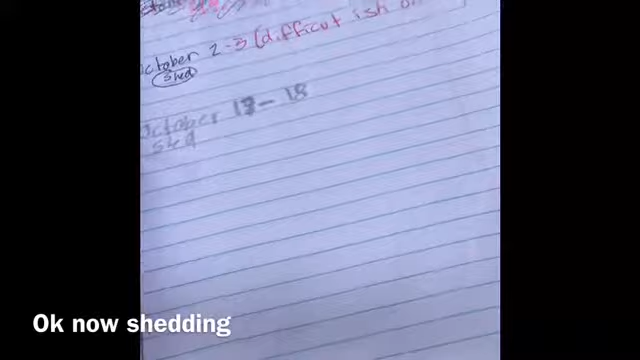 October 2-3 (difficult ish
shed
October 17-18
shed
Ok now shedding